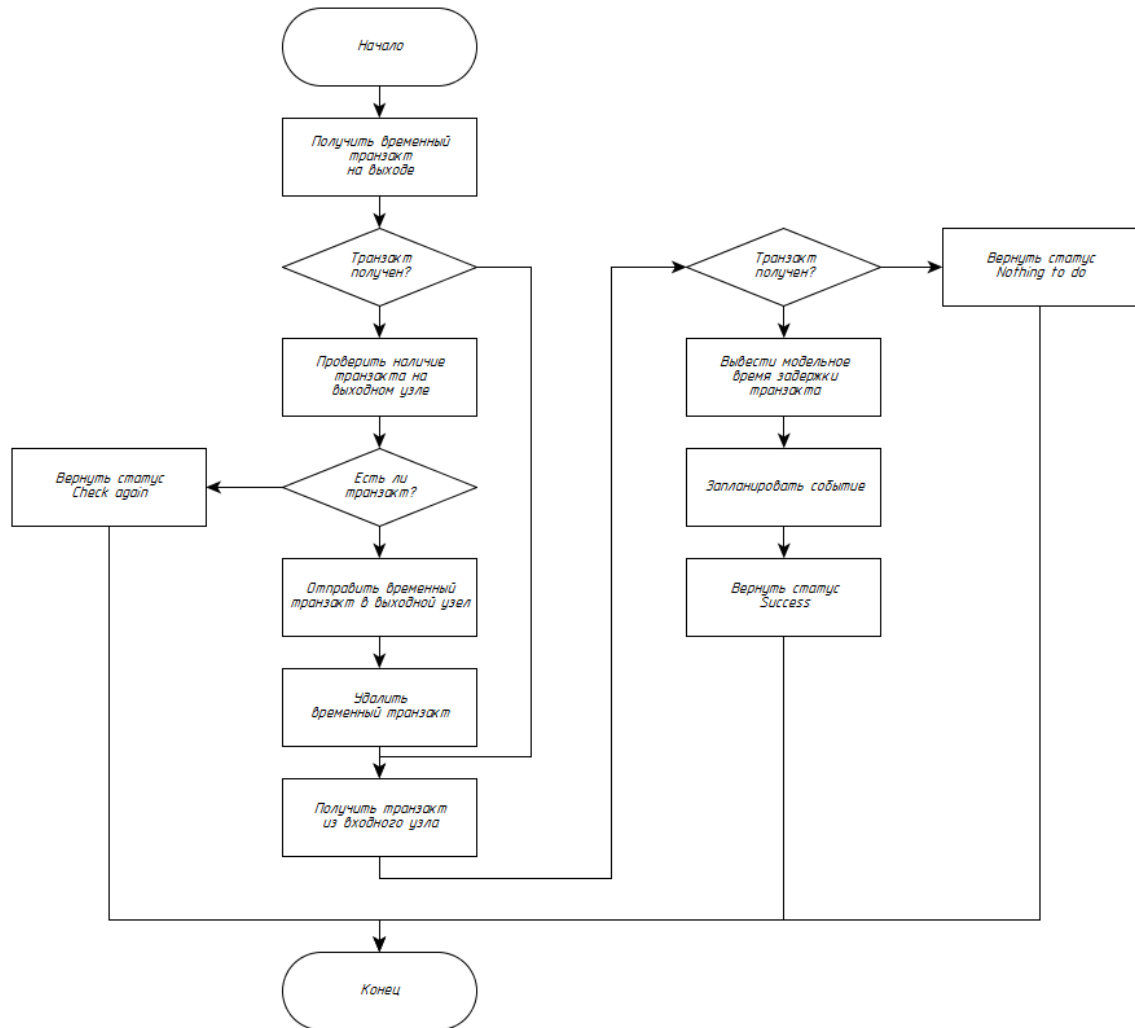 Начало
Получить временный
транзакт
на выходе
Транзакт
получен?
Проверить наличие
транзакта на
выходном узле
Есть ли
транзакт?
Вернуть статус
Check again
Отправить временный
транзакт в выходной узел
Удалить
временный транзакт
Получить транзакт
из входного узла
Транзакт
получен?
Вернуть статус
Nothing to do
Вывести модельное
время задержки
транзакта
Запланировать событие
Вернуть статус
Success
Конец